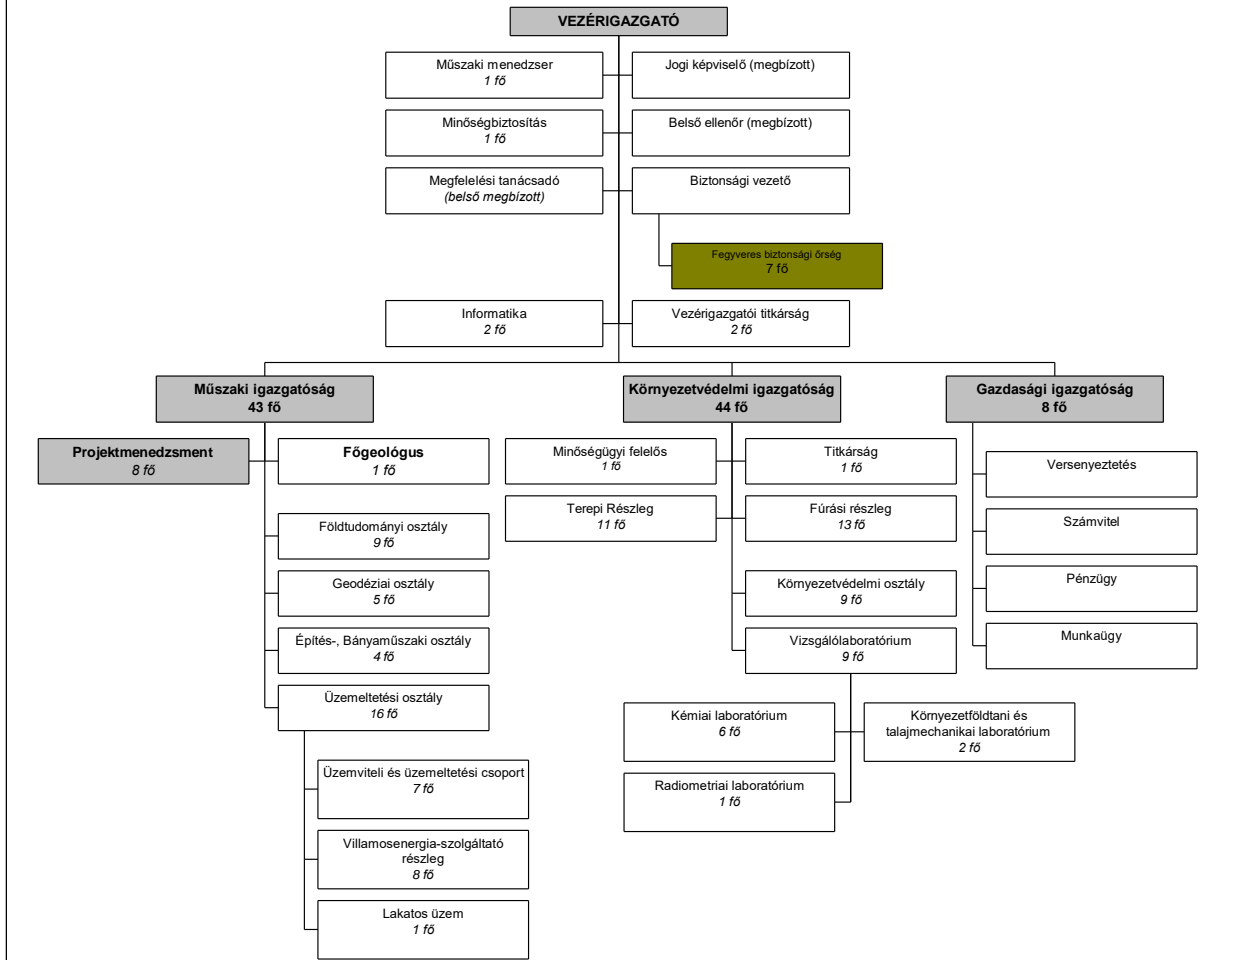 VEZÉRIGAZGATÓ
Műszaki menedzser
1 fő
Jogi képviselő (megbízott)
Minőségbiztosítás
1 fő
Belső ellenőr (megbízott)
Megfelelési tanácsadó
(belső megbízott)
Biztonsági vezető
Fegyveres biztonsági őrség
7 fő
Informatika
2 fő
Vezérigazgatói titkárság
2 fő
Műszaki igazgatóság
43 fő
Környezetvédelmi igazgatóság
44 fő
Gazdasági igazgatóság
8 fő
Projektmenedzsment
8 fő
Főgeológus
1 fő
Földtudományi osztály
9 fő
Geodéziai osztály
5 fő
Építés-, Bányaműszaki osztály
4 fő
Üzemeltetési osztály
16 fő
Üzemviteli és üzemeltetési csoport
7 fő
Villamosenergia-szolgáltató
részleg
8 fő
Lakatos üzem
1 fő
Minőségügyi felelős
1 fő
Titkárság
1 fő
Terepi Részleg
11 fő
Fúrási részleg
13 fő
Környezetvédelmi osztály
9 fő
Vizsgálólaboratórium
9 fő
Kémiai laboratórium
6 fő
Környezetföldtani és
talajmechanikai laboratórium
2 fő
Radiometriai laboratórium
1 fő
Versenyeztetés
Számvitel
Pénzügy
Munkaügy